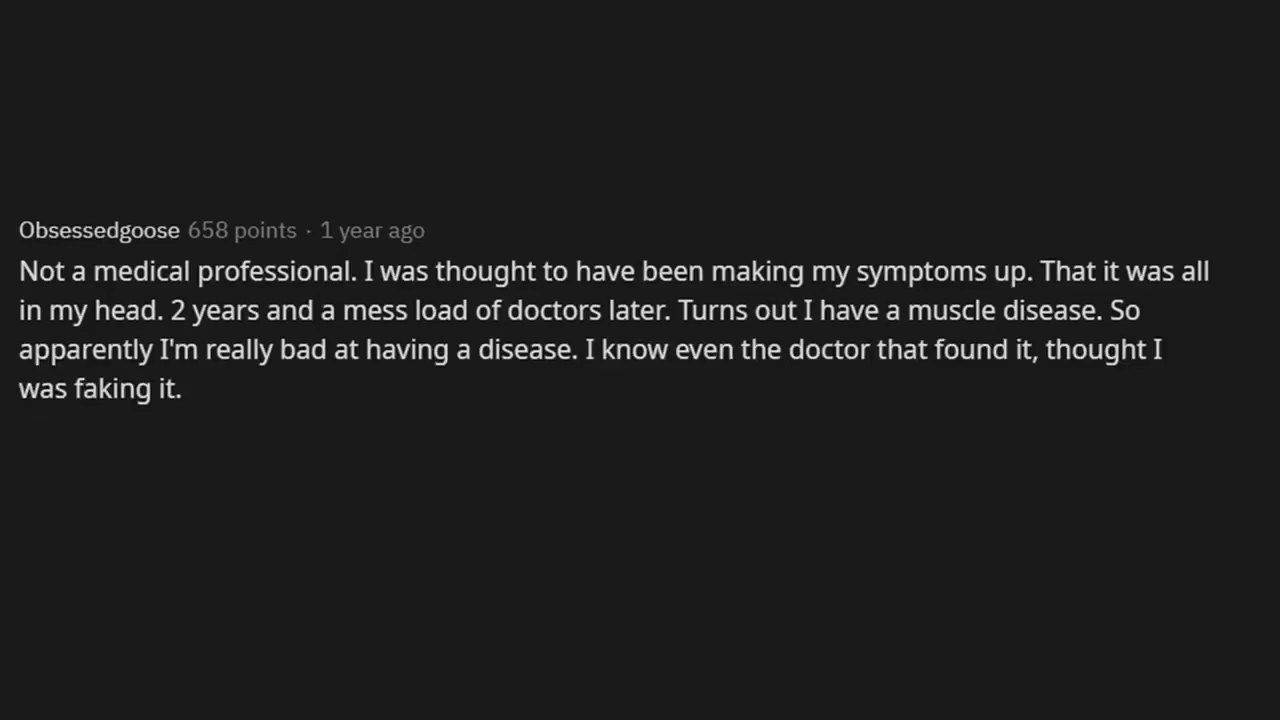 Obsessedgoose 658 points · 1 year ago
Not a medical professional. I was thought to have been making my symptoms up. That it was all
in my head. 2 years and a mess load of doctors later. Turns out I have a muscle disease. So
apparently I'm really bad at having a disease. I know even the doctor that found it, thought I
was faking it.